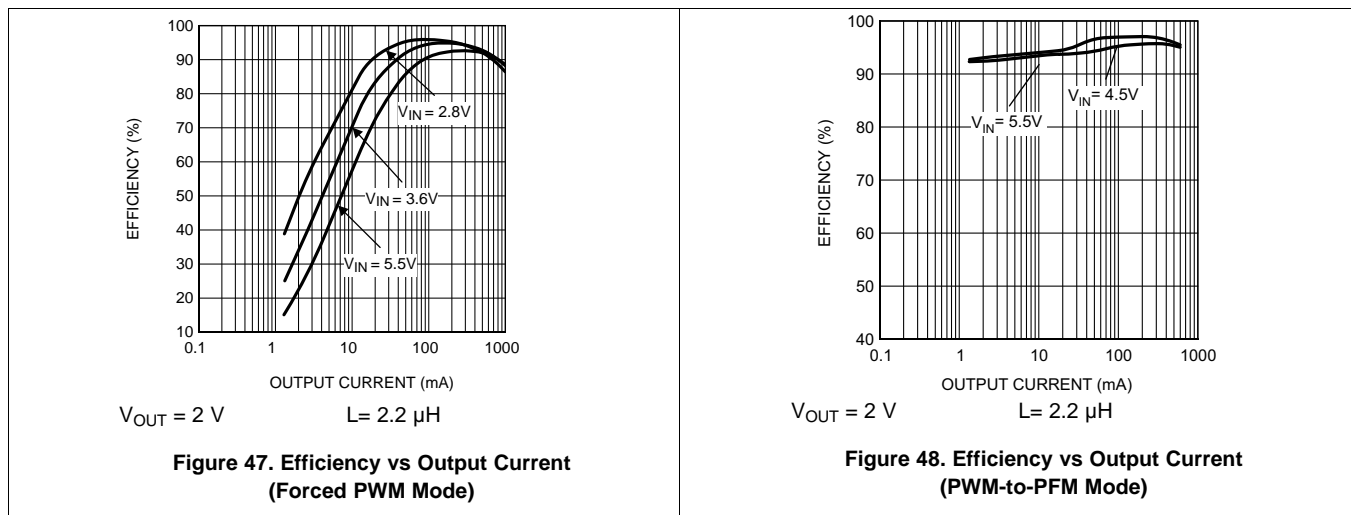 100
90
80
70
60
50
40
30
20
10
EFFICIENCY (%)
V_IN = 2.8V
V_IN = 3.6V
V_IN = 5.5V
0.1 1 10 100 1000
OUTPUT CURRENT (mA)
V_OUT = 2 V L= 2.2 µH
Figure 47. Efficiency vs Output Current
(Forced PWM Mode)
100
90
80
70
60
50
40
EFFICIENCY (%)
V_IN = 4.5V
V_IN = 5.5V
0.1 1 10 100 1000
OUTPUT CURRENT (mA)
V_OUT = 2 V L= 2.2 µH
Figure 48. Efficiency vs Output Current
(PWM-to-PFM Mode)